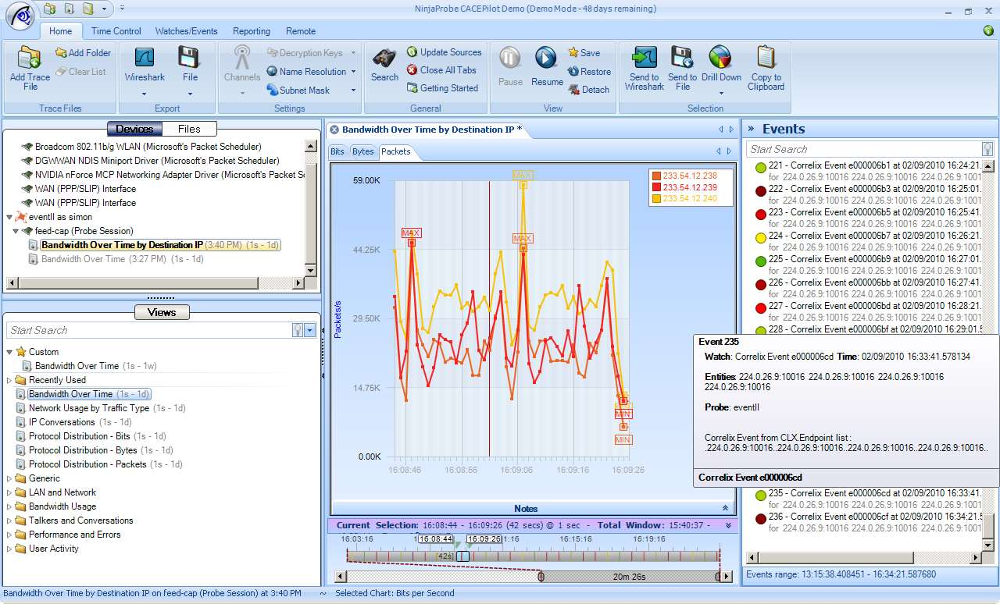 NinjaProbe CACEPilot Demo (Demo Mode - 48 days remaining)
Home Time Control Watches/Events Reporting Remote
Add Trace File
Add Folder
Clear List
Trace Files
Wireshark
File
Export
Channels
Decryption Keys
Name Resolution
Subnet Mask
Settings
Search
Update Sources
Close All Tabs
Getting Started
General
Pause
Resume
Save
Restore
Detach
View
Send to Wireshark
Send to File
Drill Down
Copy to Clipboard
Selection
Devices Files
Broadcom 802.11b/g WLAN (Microsoft's Packet Scheduler)
DGWWAN NDIS Miniport Driver (Microsoft's Packet Scheduler)
NVIDIA nForce MCP Networking Adapter Driver (Microsoft's Packet Sc
WAN (PPP/SLIP) Interface
WAN (PPP/SLIP) Interface
eventII as simon
feed-cap (Probe Session)
Bandwidth Over Time by Destination IP (3:40 PM) (1s - 1d)
Bandwidth Over Time (3:27 PM) (1s - 1d)
Views
Start Search
Custom
Bandwidth Over Time (1s - 1w)
Recently Used
Bandwidth Over Time (1s - 1d)
Network Usage by Traffic Type (1s - 1d)
IP Conversations (1s - 1d)
Protocol Distribution - Bits (1s - 1d)
Protocol Distribution - Bytes (1s - 1d)
Protocol Distribution - Packets (1s - 1d)
Generic
LAN and Network
Bandwidth Usage
Talkers and Conversations
Performance and Errors
User Activity
Bandwidth Over Time by Destination IP *
Bits Bytes Packets
233.54.12.238
233.54.12.239
233.54.12.240
59.00K
44.25K
29.50K
14.75K
0.00K
Packets/s
MAX
MAX
MAX
MIN
MIN
16:08:46 16:08:56 16:09:06 16:09:16 16:09:26
Notes
Current Selection: 16:08:44 - 16:09:26 (42 secs) @ 1 sec - Total Window: 15:40:37 -
16:03:16 16:08:44 16:09:26 1:16 16:15:16 16:19:16
42s
20m 26s
» Events
Start Search
221 - Correlix Event e000006b1 at 02/09/2010 16:24:21.
for 224.0.26.9:10016 224.0.26.9:10016 224.0.26.9:1001
222 - Correlix Event e000006b3 at 02/09/2010 16:25:01.
for 224.0.26.9:10016 224.0.26.9:10016 224.0.26.9:1001
223 - Correlix Event e000006b5 at 02/09/2010 16:25:41.
for 224.0.26.9:10016 224.0.26.9:10016 224.0.26.9:1001
224 - Correlix Event e000006b7 at 02/09/2010 16:26:21.
for 224.0.26.9:10016 224.0.26.9:10016 224.0.26.9:1001
225 - Correlix Event e000006b9 at 02/09/2010 16:27:01.
for 224.0.26.9:10016 224.0.26.9:10016 224.0.26.9:1001
226 - Correlix Event e000006bb at 02/09/2010 16:27:41.
for 224.0.26.9:10016 224.0.26.9:10016 224.0.26.9:1001
227 - Correlix Event e000006bd at 02/09/2010 16:28:21.
for 224.0.26.9:10016 224.0.26.9:10016 224.0.26.9:1001
228 - Correlix Event e000006bf at 02/09/2010 16:29:01.5
Event 235
Watch: Correlix Event e000006cd Time: 02/09/2010 16:33:41.578134
Entities: 224.0.26.9:10016 224.0.26.9:10016 224.0.26.9:10016
224.0.26.9:10016
Probe: eventII
Correlix Event from CLX.Endpoint list :
.224.0.26.9:10016..224.0.26.9:10016..224.0.26.9:10016..224.0.26.9:10016..
Correlix Event e000006cd
235 - Correlix Event e000006cd at 02/09/2010 16:33:41.
for 224.0.26.9:10016 224.0.26.9:10016 224.0.26.9:1001
236 - Correlix Event e000006cf at 02/09/2010 16:34:21.5
for 224.0.26.9:10016 224.0.26.9:10016 224.0.26.9:1001
Events range: 13:15:38.408451 - 16:34:21.587680
Bandwidth Over Time by Destination IP on feed-cap (Probe Session) at 3:40 PM ~ Selected Chart: Bits per Second